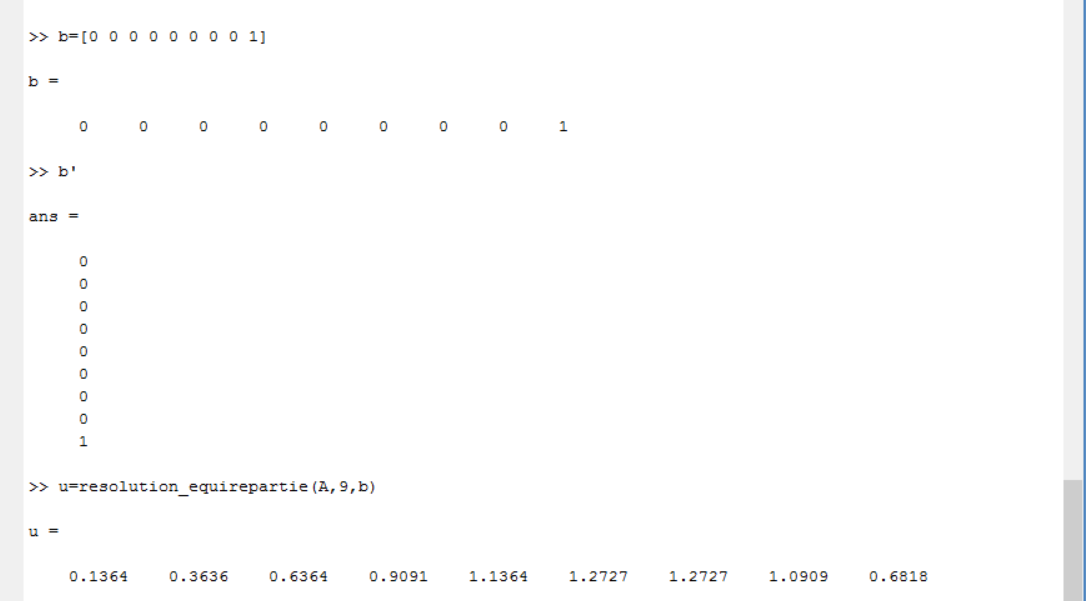 >> b=[0 0 0 0 0 0 0 0 1]
b =
0 0 0 0 0 0 0 0 1
>> b'
ans =
0
0
0
0
0
0
0
0
1
>> u=resolution_equirepartie(A,9,b)
u =
0.1364 0.3636 0.6364 0.9091 1.1364 1.2727 1.2727 1.0909 0.6818